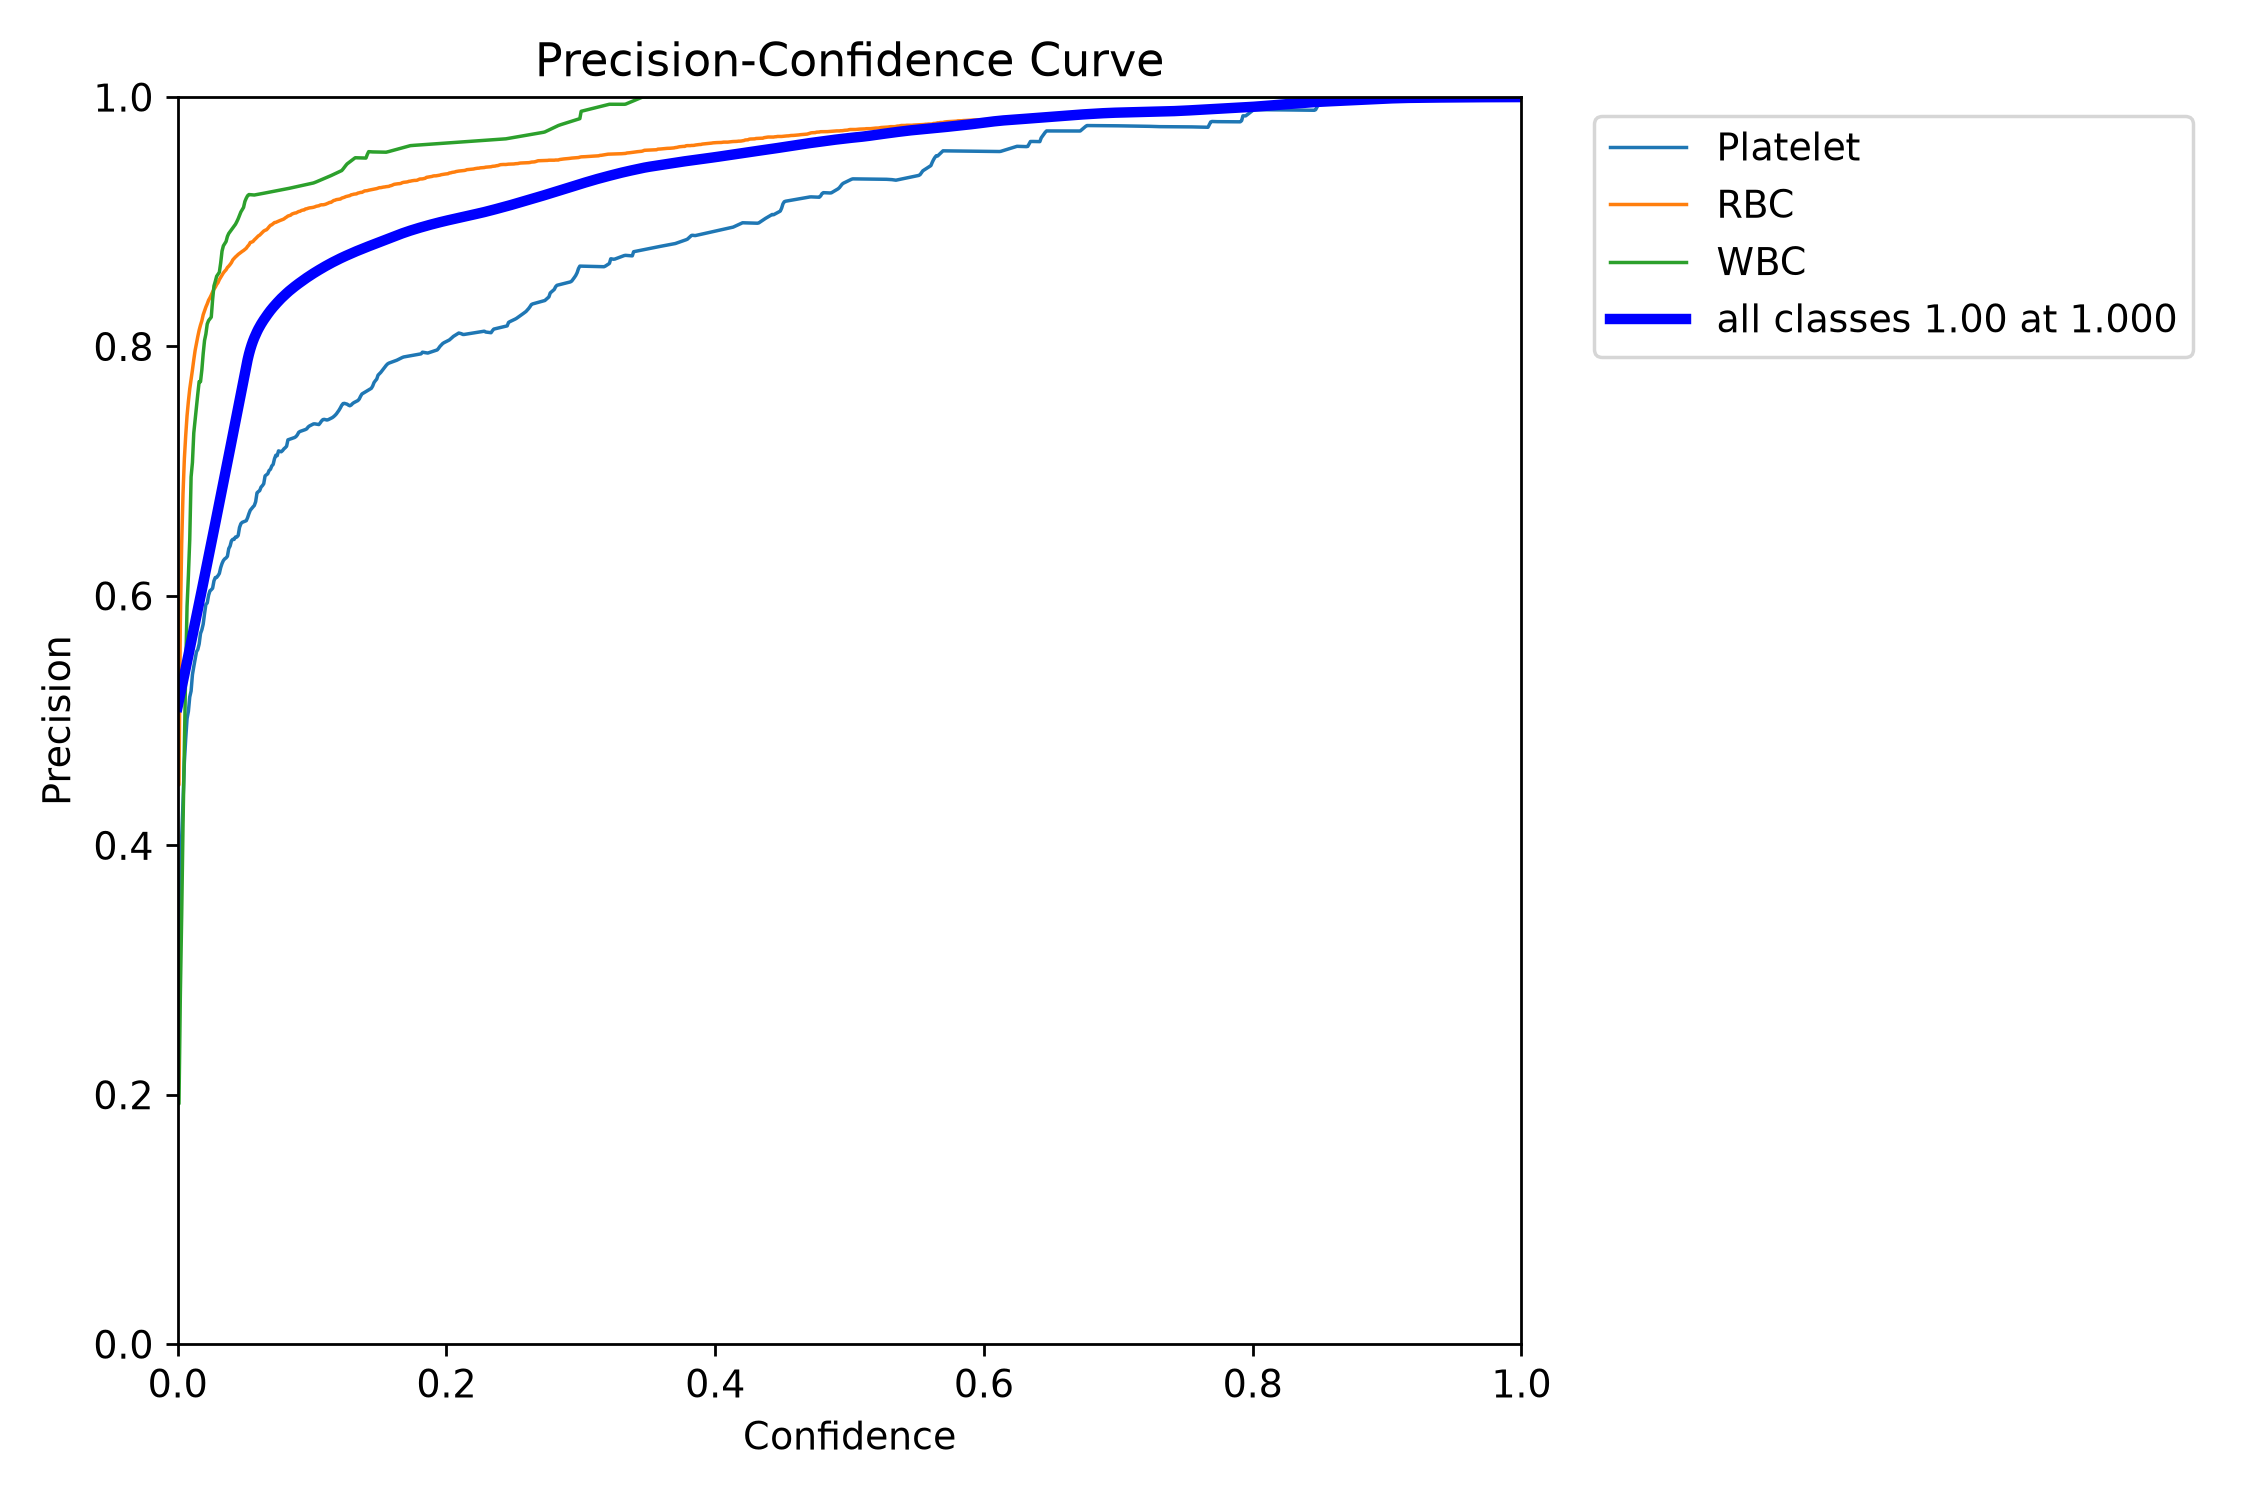 Precision-Confidence Curve
1.0
0.8
0.6
0.4
0.2
0.0
Precision
0.0 0.2 0.4 0.6 0.8 1.0
Confidence
Platelet
RBC
WBC
all classes 1.00 at 1.000